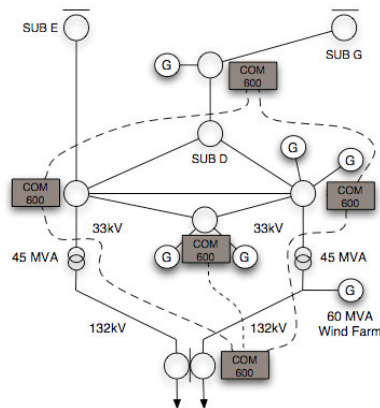 SUB E
SUB G
G
COM
600
SUB D
G
G
COM
600
COM
600
33kV
33kV
COM
600
45 MVA
G
G
45 MVA
G
60 MVA
Wind Farm
132kV
132kV
COM
600